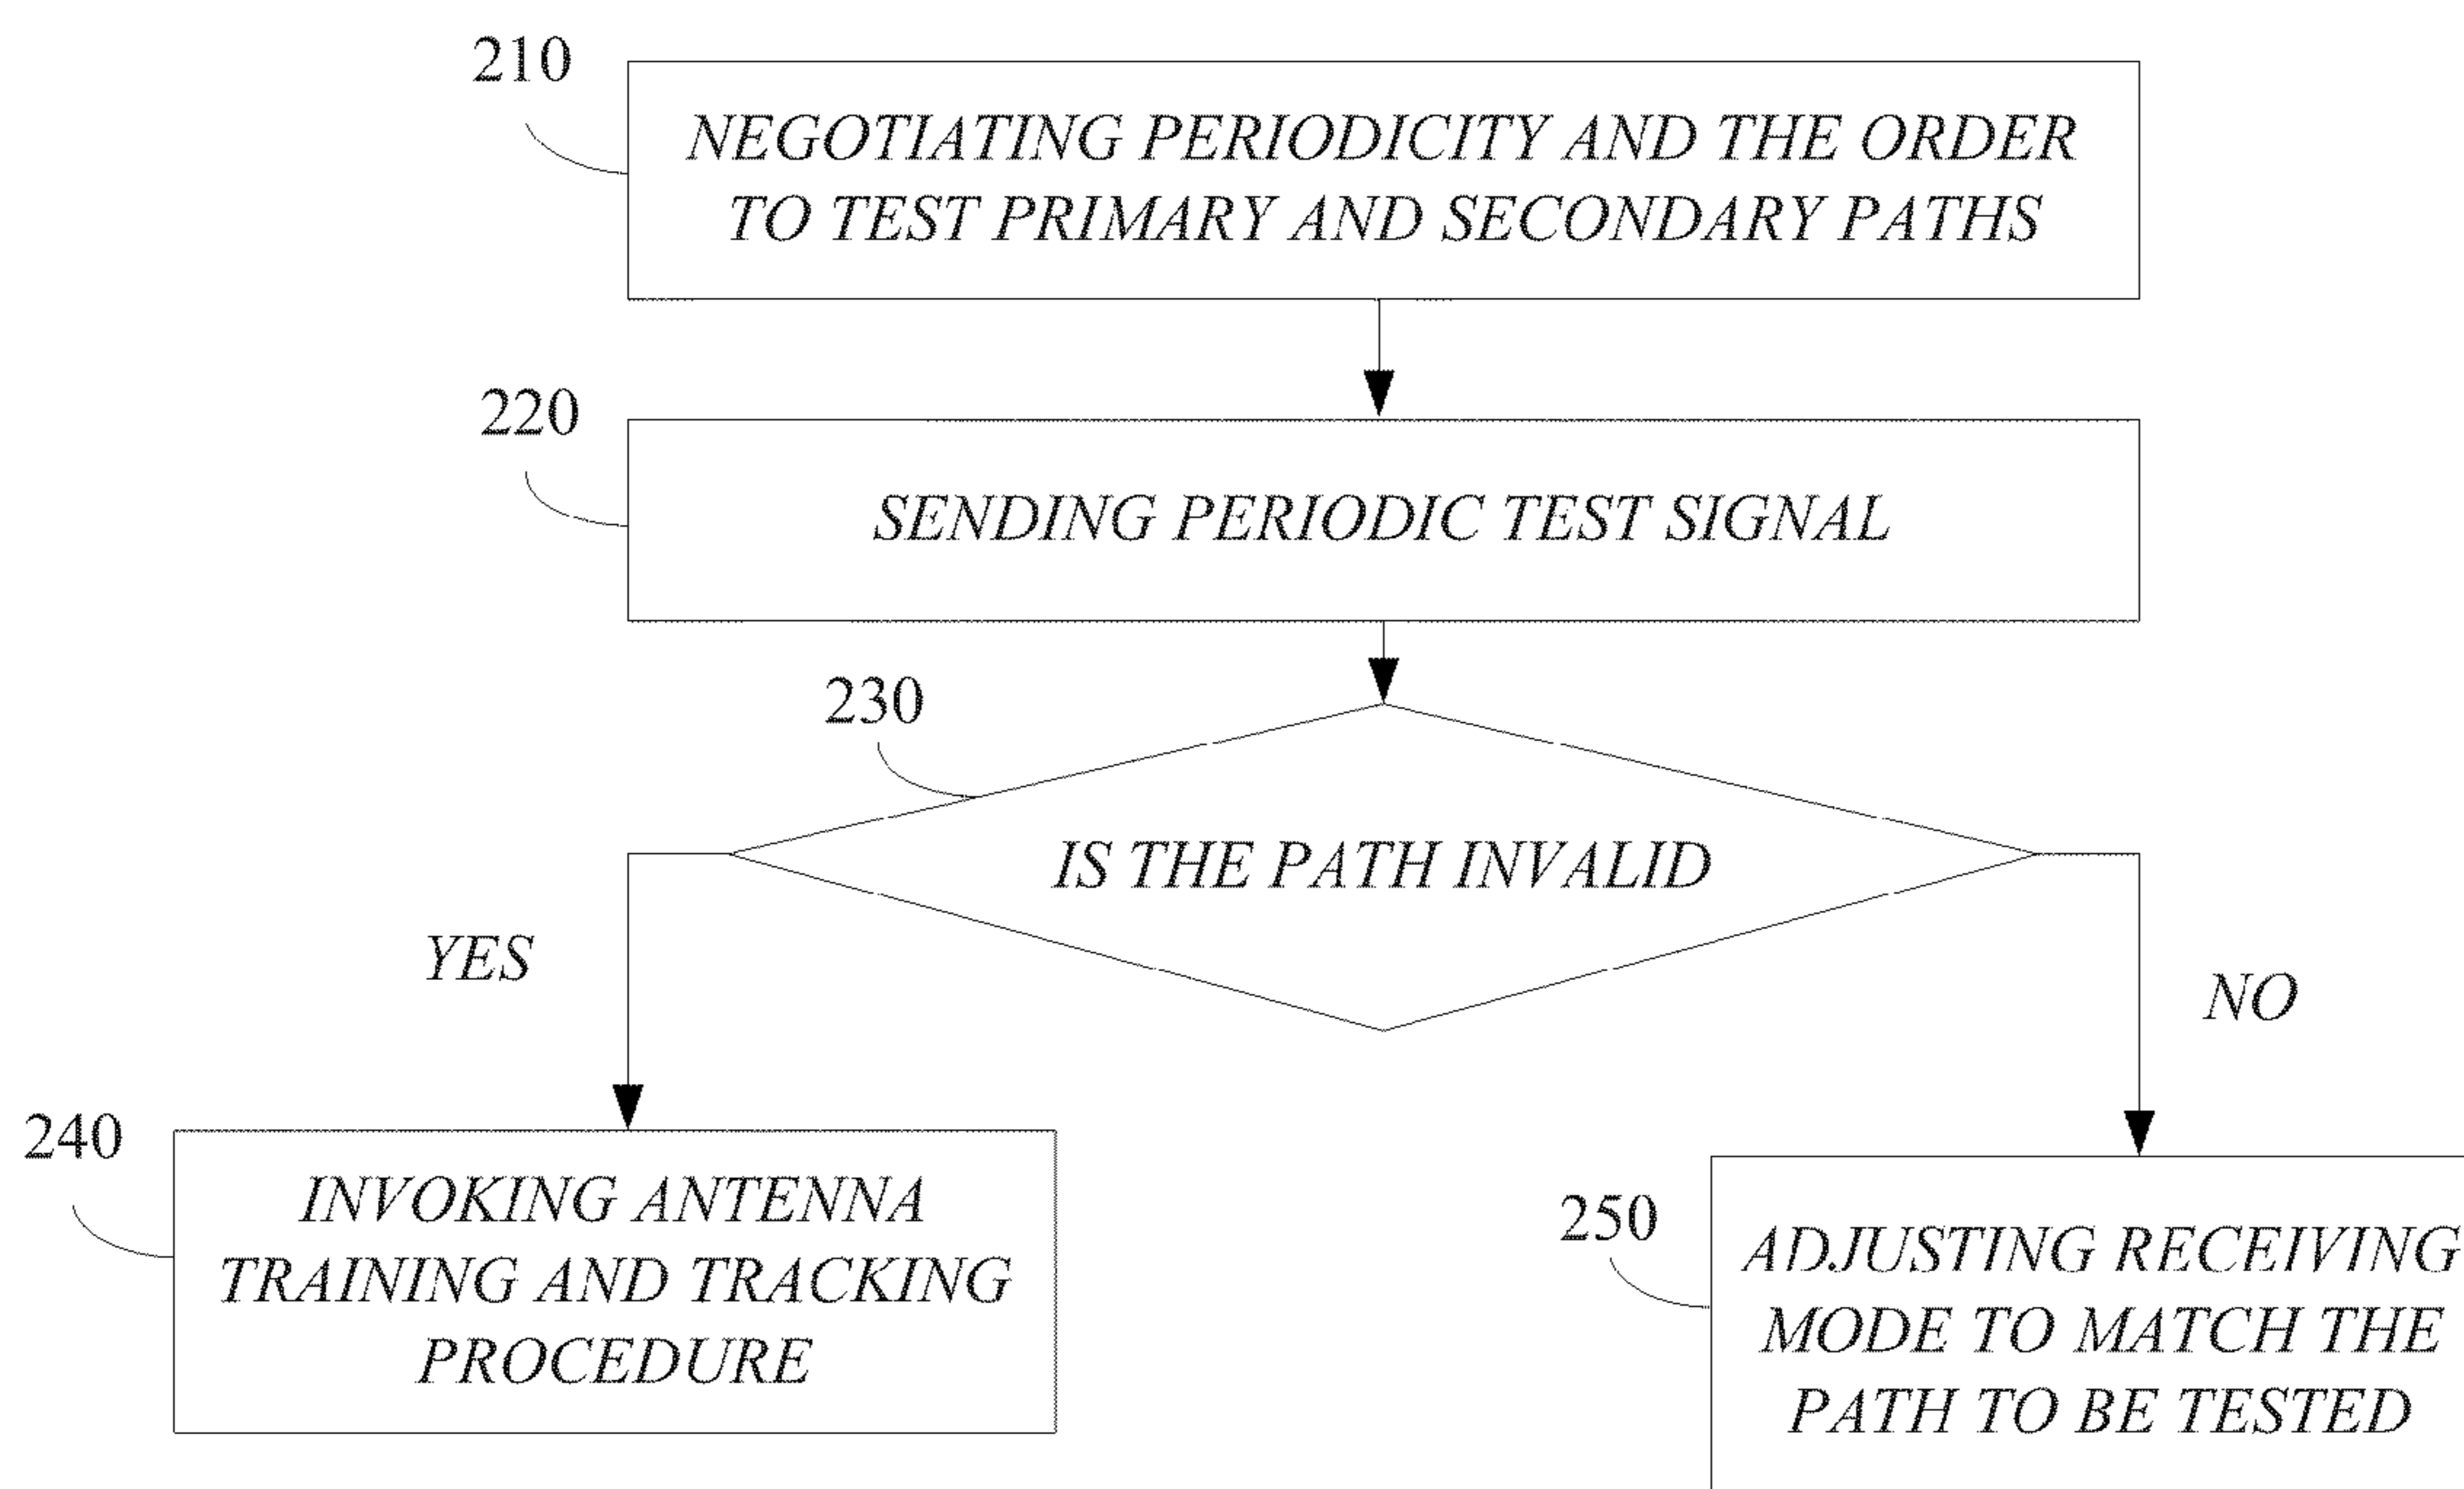 210
NEGOTIATING PERIODICITY AND THE ORDER
TO TEST PRIMARY AND SECONDARY PATHS
220
SENDING PERIODIC TEST SIGNAL
230
IS THE PATH INVALID
YES
NO
240
INVOKING ANTENNA
TRAINING AND TRACKING
PROCEDURE
250
ADJUSTING RECEIVING
MODE TO MATCH THE
PATH TO BE TESTED